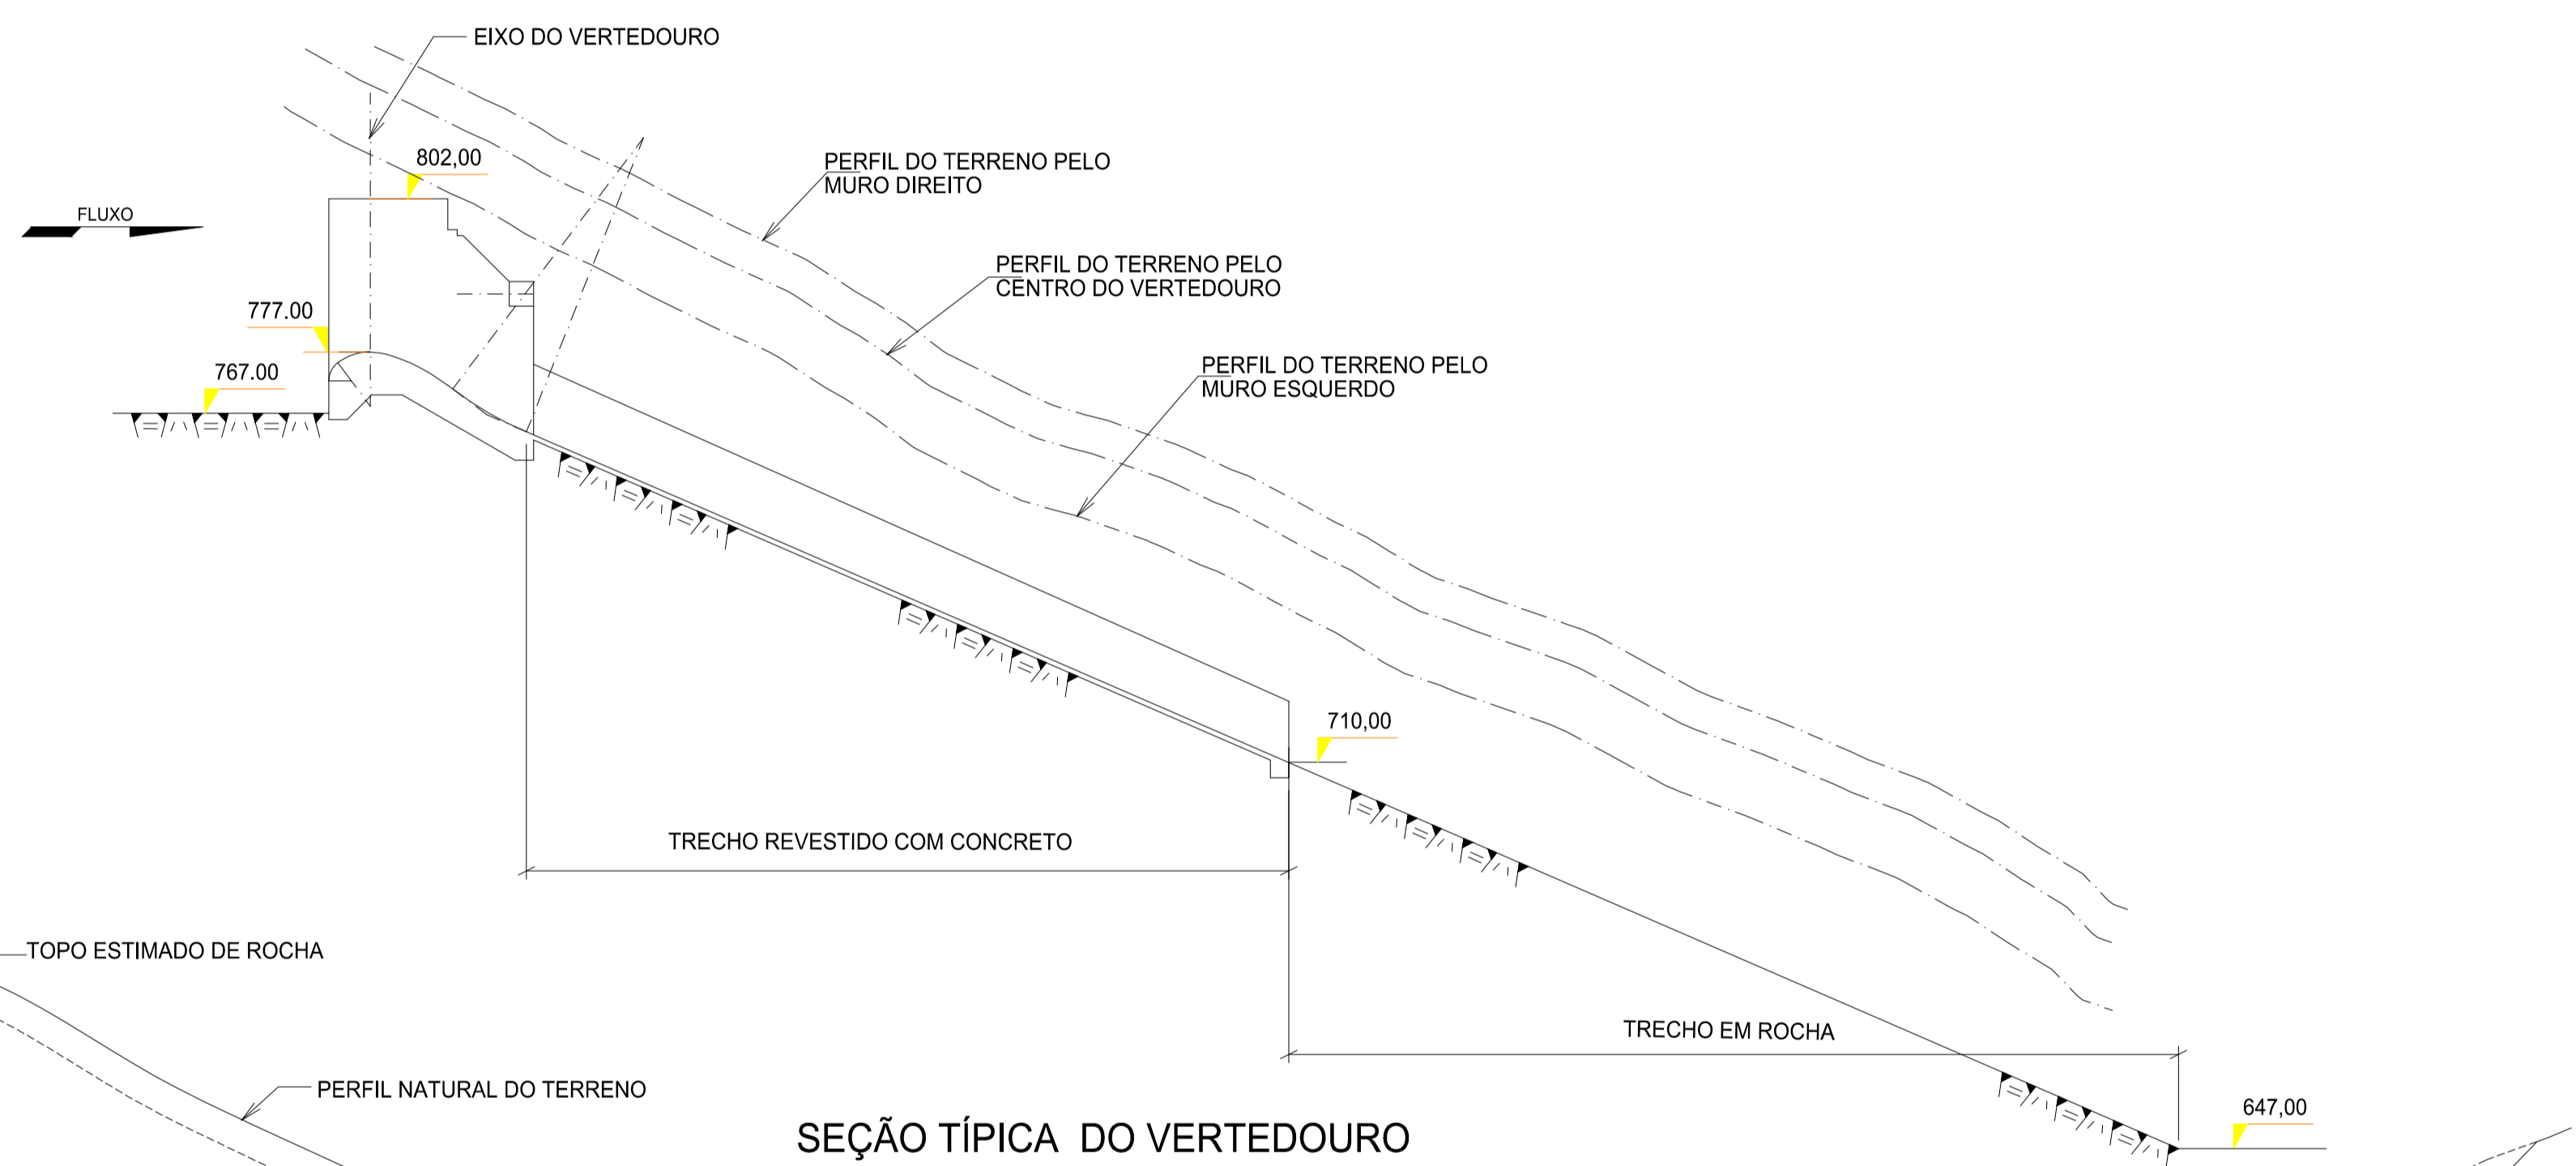 EIXO DO VERTEDOURO
802,00
PERFIL DO TERRENO PELO
MURO DIREITO
FLUXO
PERFIL DO TERRENO PELO
CENTRO DO VERTEDOURO
777.00
767.00
PERFIL DO TERRENO PELO
MURO ESQUERDO
710,00
TRECHO REVESTIDO COM CONCRETO
TOPO ESTIMADO DE ROCHA
TRECHO EM ROCHA
PERFIL NATURAL DO TERRENO
647,00
SEÇÃO TÍPICA DO VERTEDOURO